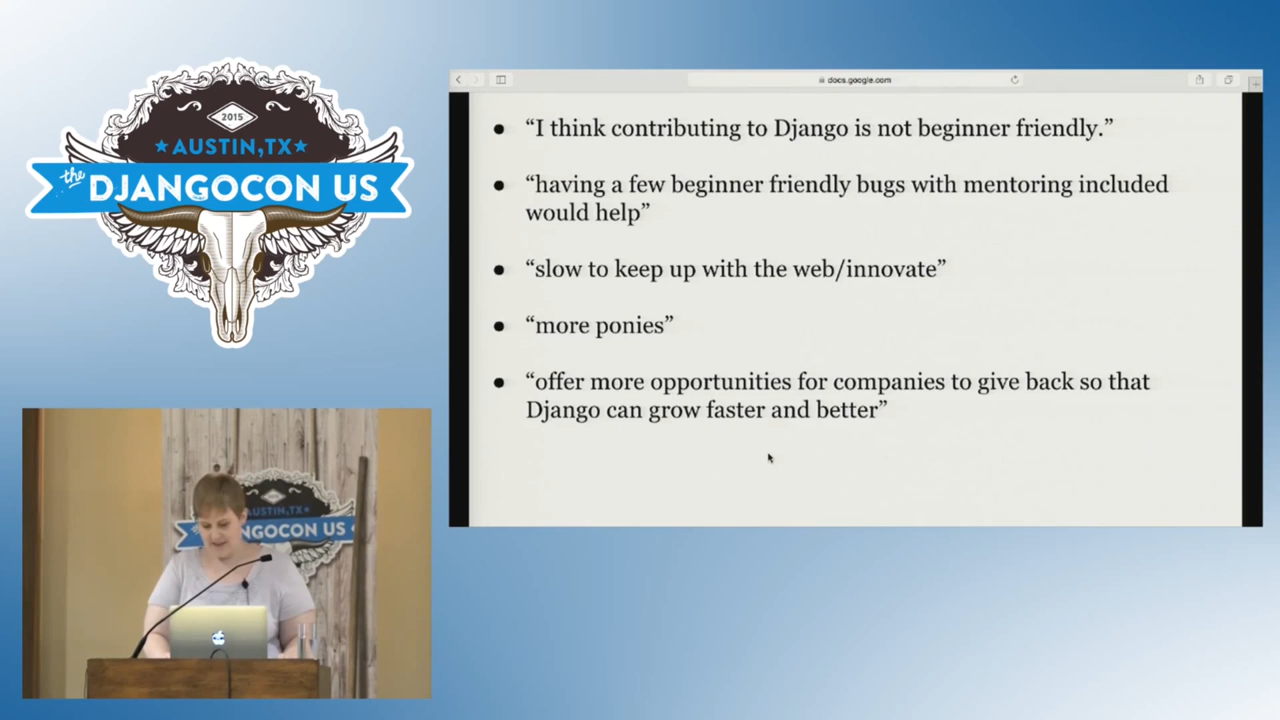 2015
AUSTIN,TX
the
DJANGOCON US
docs.google.com
● “I think contributing to Django is not beginner friendly.”
● “having a few beginner friendly bugs with mentoring included
would help”
● “slow to keep up with the web/innovate”
● “more ponies”
● “offer more opportunities for companies to give back so that
Django can grow faster and better”
AUSTIN,TX
NGOCON US